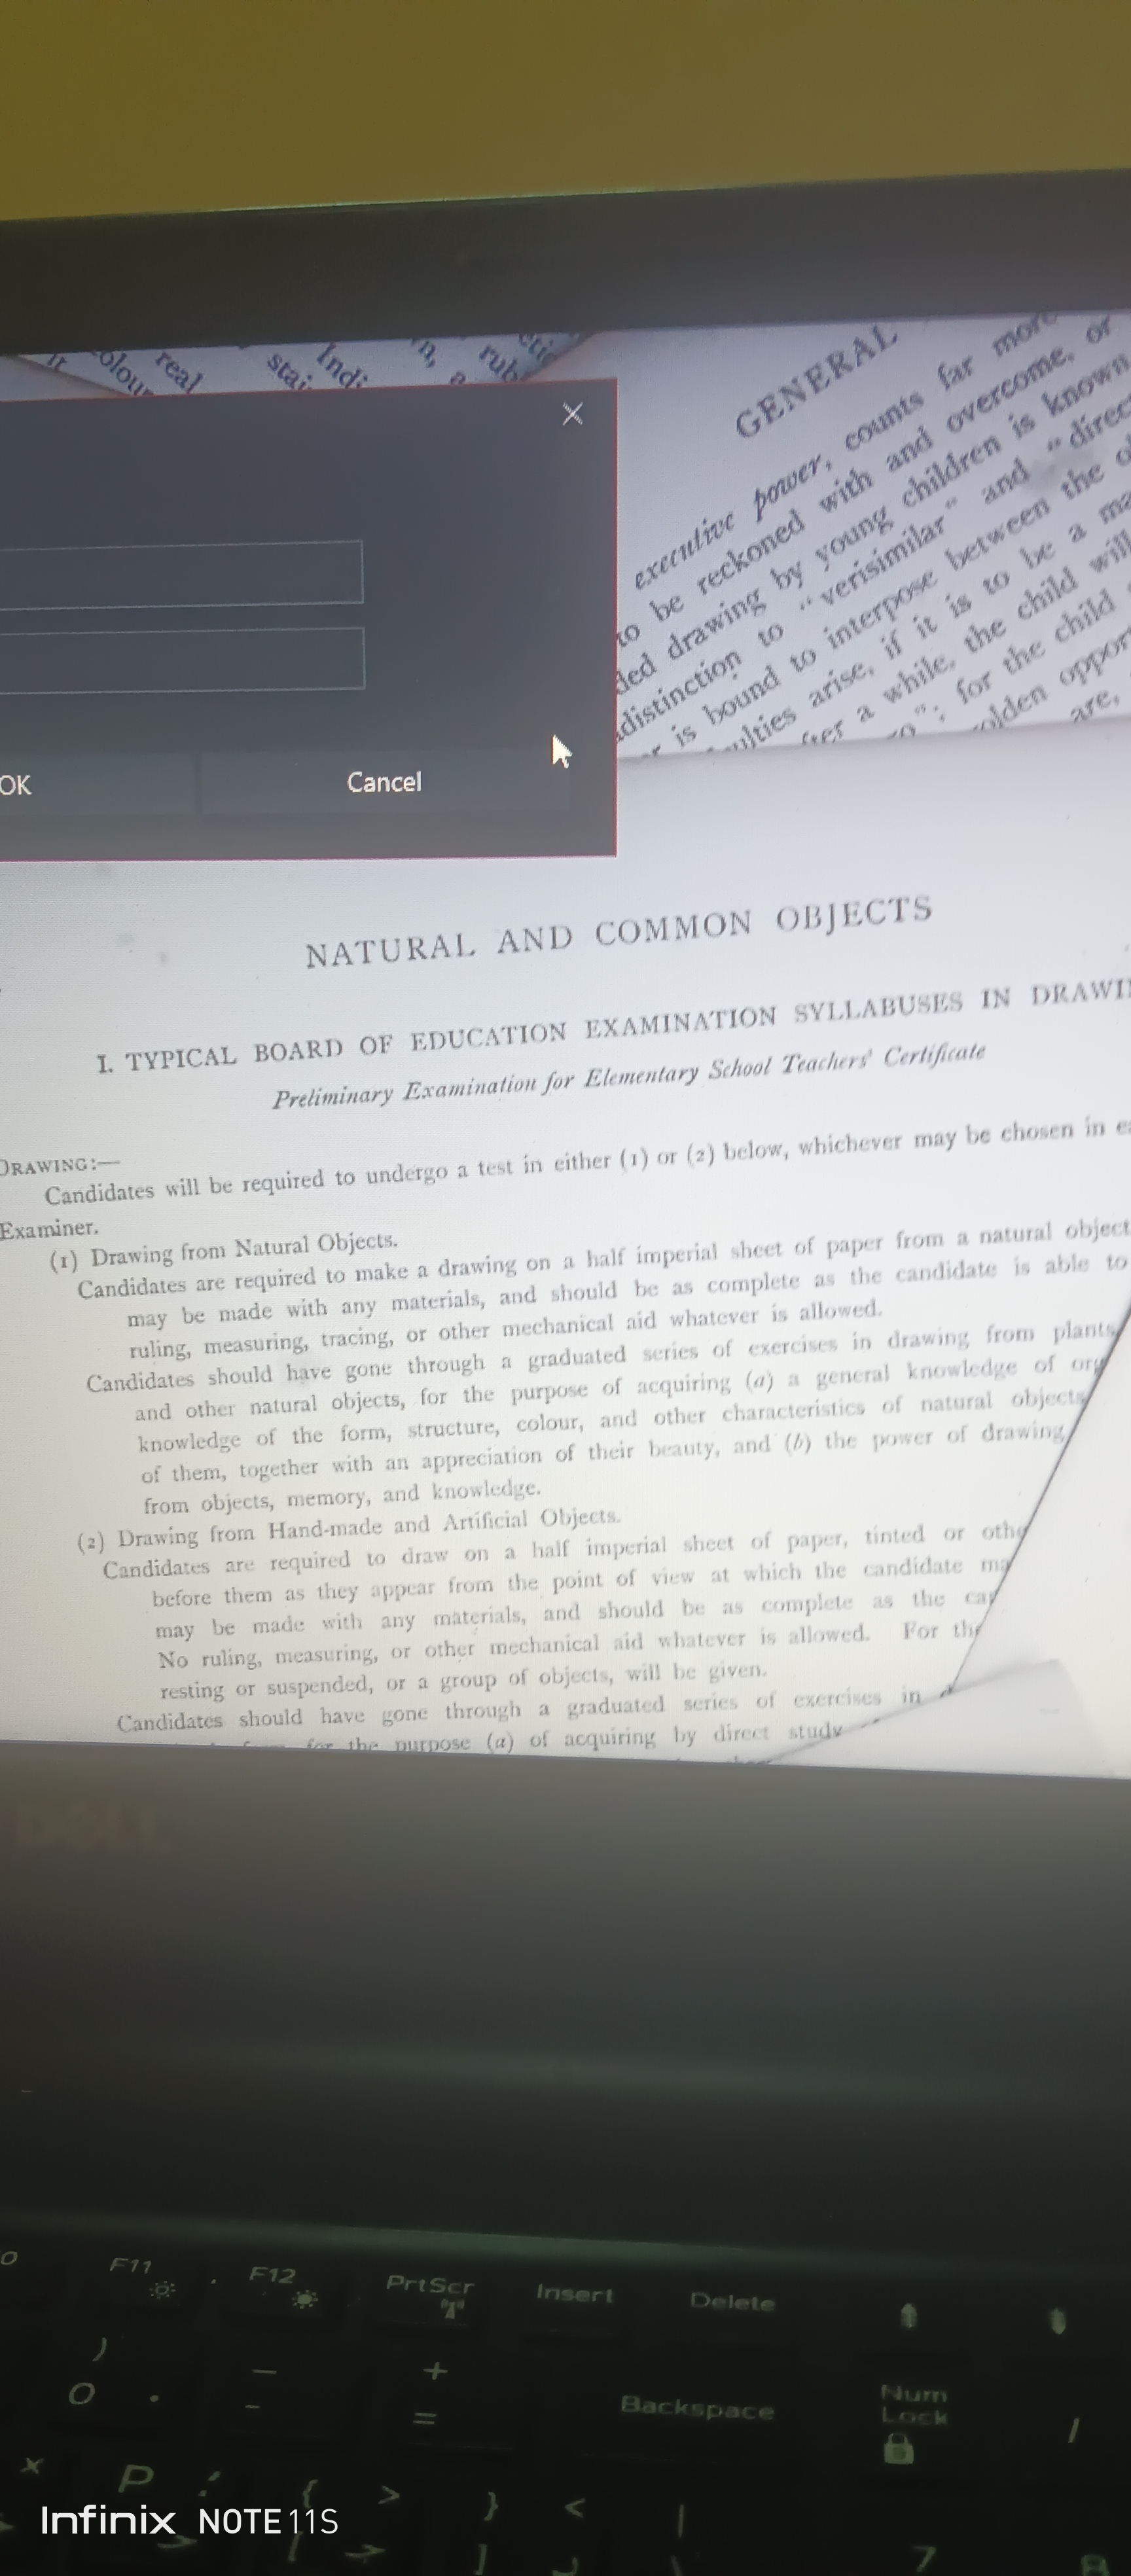 real
stai
GENERAL
executive power, counts far more
to be reckoned with and overcome, or
ded drawing by young children is known
distinction to "verisimilar" and "direc
is bound to interpose between the o
ulties arise, if it is to be a ma
a while, the child will
for the child
olden oppor
are,
OK
Cancel
NATURAL AND COMMON OBJECTS
I. TYPICAL BOARD OF EDUCATION EXAMINATION SYLLABUSES IN DRAWI
Preliminary Examination for Elementary School Teachers' Certificate
DRAWING:—
Candidates will be required to undergo a test in either (1) or (2) below, whichever may be chosen in e
Examiner.
(1) Drawing from Natural Objects.
Candidates are required to make a drawing on a half imperial sheet of paper from a natural object
may be made with any materials, and should be as complete as the candidate is able to
ruling, measuring, tracing, or other mechanical aid whatever is allowed.
Candidates should have gone through a graduated series of exercises in drawing from plants
and other natural objects, for the purpose of acquiring (a) a general knowledge of org
knowledge of the form, structure, colour, and other characteristics of natural objects
of them, together with an appreciation of their beauty, and (b) the power of drawing
from objects, memory, and knowledge.
(2) Drawing from Hand-made and Artificial Objects.
Candidates are required to draw on a half imperial sheet of paper, tinted or othe
before them as they appear from the point of view at which the candidate ma
may be made with any materials, and should be as complete as the ca
No ruling, measuring, or other mechanical aid whatever is allowed. For the
resting or suspended, or a group of objects, will be given.
Candidates should have gone through a graduated series of exercises in
for the purpose (a) of acquiring by direct study
DELL
F11 F12 PrtScr Insert Delete
) — +
0 - = Backspace Num Lock /
P : { > } < |
[ ] \ 7 8
Infinix NOTE 11S